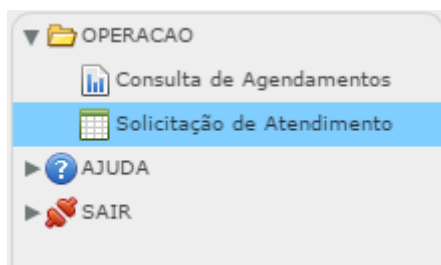 OPERACAO
Consulta de Agendamentos
Solicitação de Atendimento
AJUDA
SAIR